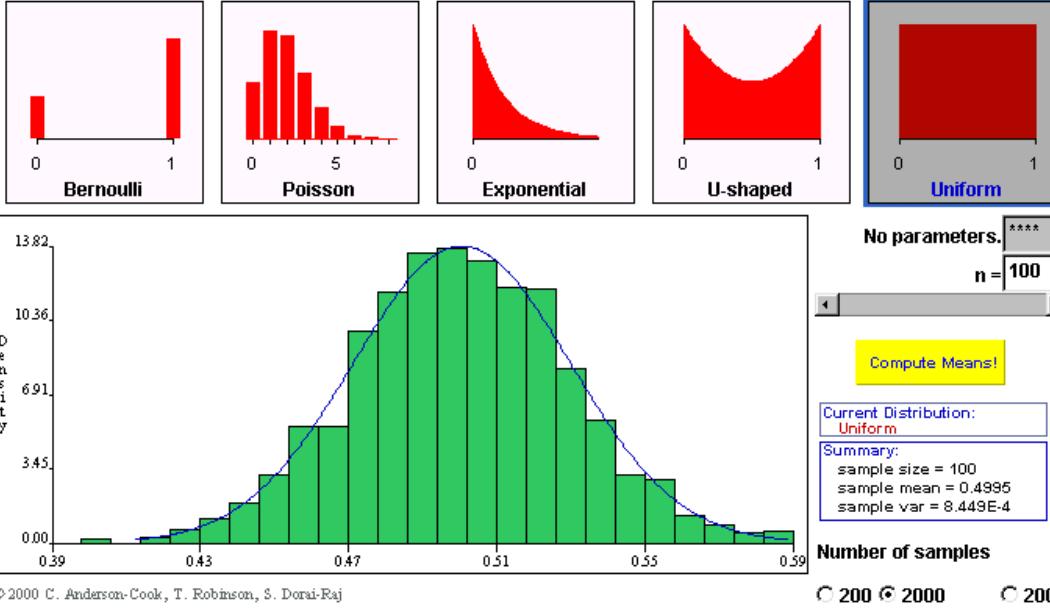 0 1
Bernoulli
0 5
Poisson
0
Exponential
0 1
U-shaped
0 1
Uniform
No parameters. ****
n = 100
Compute Means!
Current Distribution:
Uniform
Summary:
sample size = 100
sample mean = 0.4995
sample var = 8.449E-4
Number of samples
200 2000 200
Density
13.82
10.36
6.91
3.45
0.00
0.39 0.43 0.47 0.51 0.55 0.59
© 2000 C. Anderson-Cook, T. Robinson, S. Dorai-Raj